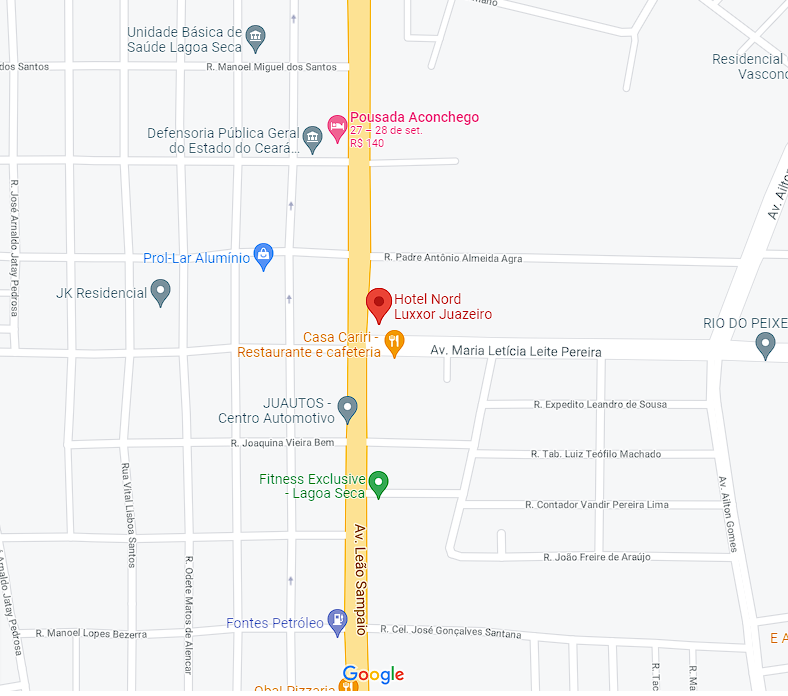 mano
Unidade Básica de
Saúde Lagoa Seca
dos Santos
R. Manoel Miguel dos Santos
Residencial
Vasconc
Pousada Aconchego
27 – 28 de set.
R$ 140
Defensoria Pública Geral
do Estado do Ceará...
R. José Arnaldo Jatay Pedrosa
Av. Ailton
Prol-Lar Alumínio
R. Padre Antônio Almeida Agra
JK Residencial
Hotel Nord
Luxxor Juazeiro
RIO DO PEIXE
Casa Cariri -
Restaurante e cafeteria
Av. Maria Letícia Leite Pereira
JUAUTOS -
Centro Automotivo
R. Expedito Leandro de Sousa
R. Joaquina Vieira Bem
R. Tab. Luiz Teófilo Machado
Rua Vital Lisboa Santos
Fitness Exclusive
- Lagoa Seca
Av. Ailton Gomes
R. Contador Vandir Pereira Lima
Av. Leão Sampaio
R. João Freire de Araújo
Arnaldo Jatay Pedrosa
R. Odete Matos de Alencar
Fontes Petróleo
R. Manoel Lopes Bezerra
R. Cel. José Gonçalves Santana
E A
R. Tac
R. Ma
Google
Obal Pizzaria